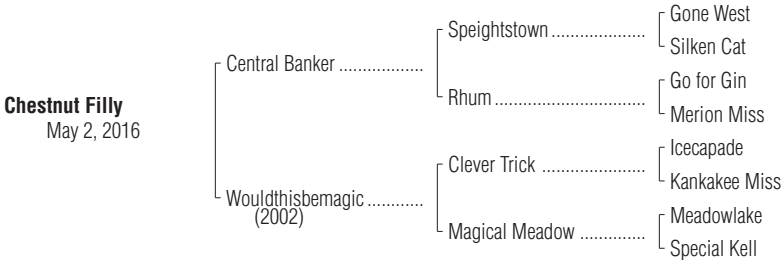 Gone West
Speightstown
Silken Cat
Central Banker
Go for Gin
Rhum
Merion Miss
Chestnut Filly
May 2, 2016
Icecapade
Clever Trick
Kankakee Miss
Wouldthisbemagic
(2002)
Meadowlake
Magical Meadow
Special Kell